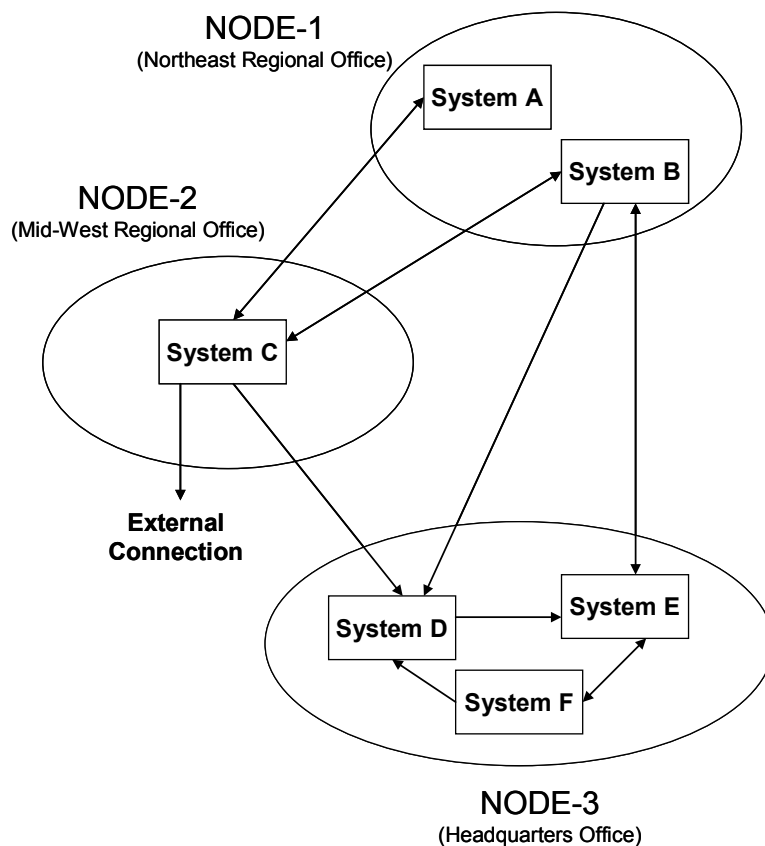 NODE-1
(Northeast Regional Office)
System A
System B
NODE-2
(Mid-West Regional Office)
System C
External
Connection
System D
System E
System F
NODE-3
(Headquarters Office)